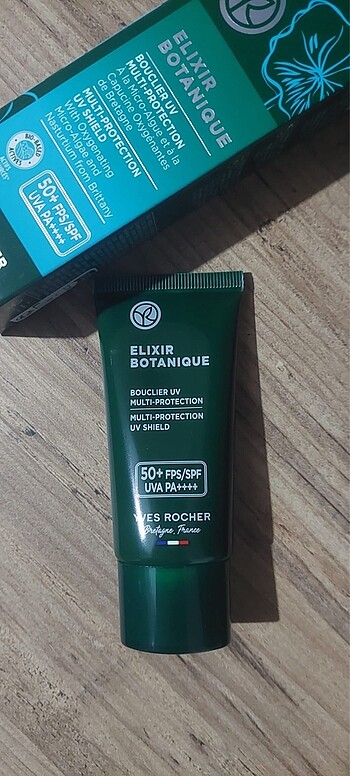 ELIXIR
BOTANIQUE
BOUCLIER UV
MULTI-PROTECTION
À la Micro-Algue et à la
Capucine Oxygénantes
de Bretagne
MULTI-PROTECTION
UV SHIELD
With Oxygenating
Micro-Algae and
Nasturtium from Brittany
BIO-BASED
50+ FPS/SPF
UVA PA++++
ELIXIR
BOTANIQUE
BOUCLIER UV
MULTI-PROTECTION
MULTI-PROTECTION
UV SHIELD
50+ FPS/SPF
UVA PA++++
YVES ROCHER
Bretagne, France